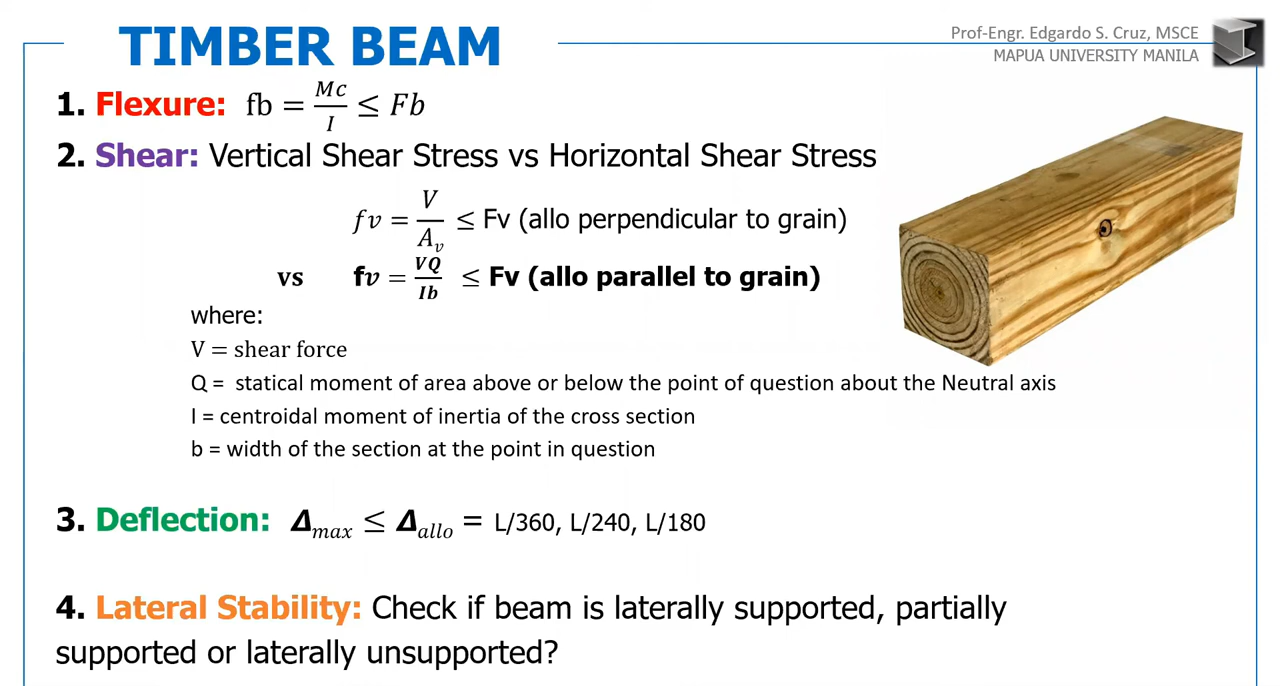 TIMBER BEAM
Prof-Engr. Edgardo S. Cruz, MSCE
MAPUA UNIVERSITY MANILA
1. Flexure: fb = Mc/I ≤ Fb
2. Shear: Vertical Shear Stress vs Horizontal Shear Stress
fv = V/A_v ≤ Fv (allo perpendicular to grain)
vs fv = VQ/Ib ≤ Fv (allo parallel to grain)
where:
V = shear force
Q = statical moment of area above or below the point of question about the Neutral axis
I = centroidal moment of inertia of the cross section
b = width of the section at the point in question
3. Deflection: Δ_max ≤ Δ_allo = L/360, L/240, L/180
4. Lateral Stability: Check if beam is laterally supported, partially
supported or laterally unsupported?